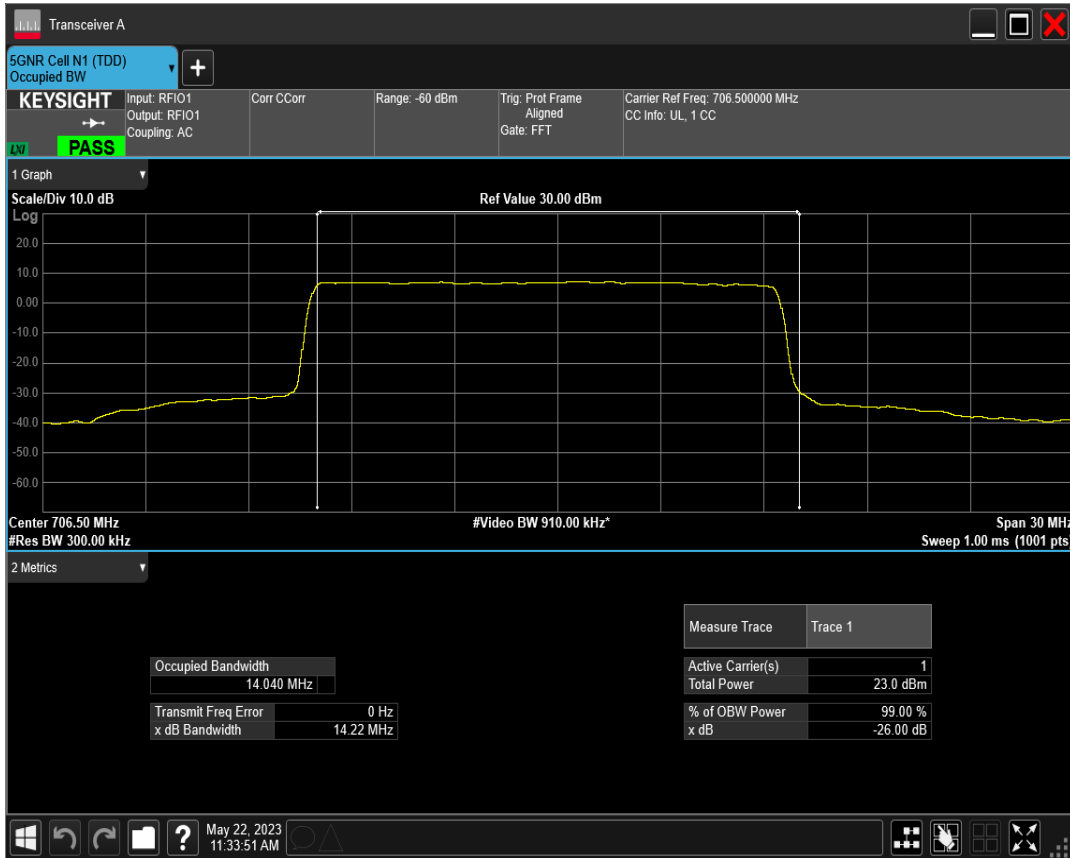 Transceiver A
5GNR Cell N1 (TDD)
Occupied BW
+
KEYSIGHT
LXI
PASS
Input: RFIO1
Output: RFIO1
Coupling: AC
Corr CCorr
Range: -60 dBm
Trig: Prot Frame
Aligned
Gate: FFT
Carrier Ref Freq: 706.500000 MHz
CC Info: UL, 1 CC
1 Graph
Scale/Div 10.0 dB
Ref Value 30.00 dBm
Log
20.0
10.0
0.00
-10.0
-20.0
-30.0
-40.0
-50.0
-60.0
Center 706.50 MHz
#Video BW 910.00 kHz*
Span 30 MHz
#Res BW 300.00 kHz
Sweep 1.00 ms (1001 pts)
2 Metrics
Measure Trace Trace 1
Occupied Bandwidth
14.040 MHz
Active Carrier(s) 1
Total Power 23.0 dBm
Transmit Freq Error 0 Hz
x dB Bandwidth 14.22 MHz
% of OBW Power 99.00 %
x dB -26.00 dB
?
May 22, 2023
11:33:51 AM